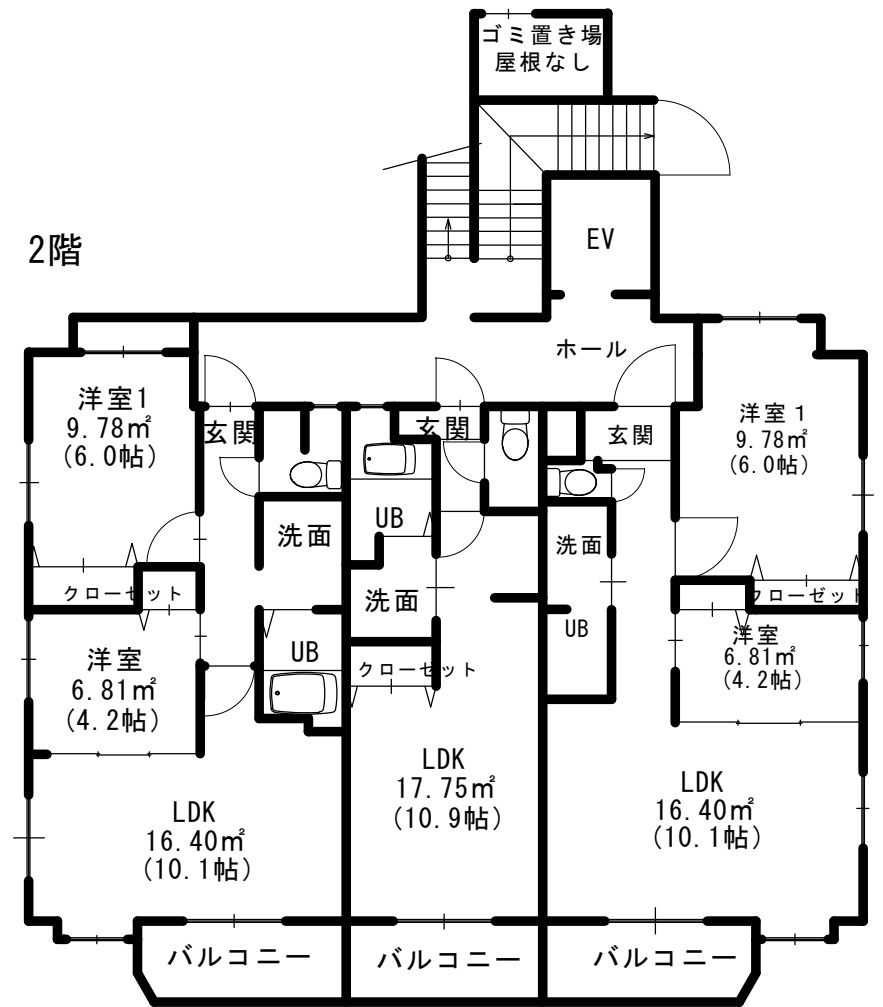 ゴミ置き場
屋根なし
2階
EV
ホール
洋室1
9.78㎡
(6.0帖)
玄関
玄関
玄関
洋室1
9.78㎡
(6.0帖)
洗面
UB
洗面
洗面
UB
クローゼット
クローゼット
洋室
6.81㎡
(4.2帖)
UB
クローゼット
洋室
6.81㎡
(4.2帖)
LDK
16.40㎡
(10.1帖)
LDK
17.75㎡
(10.9帖)
LDK
16.40㎡
(10.1帖)
バルコニー
バルコニー
バルコニー